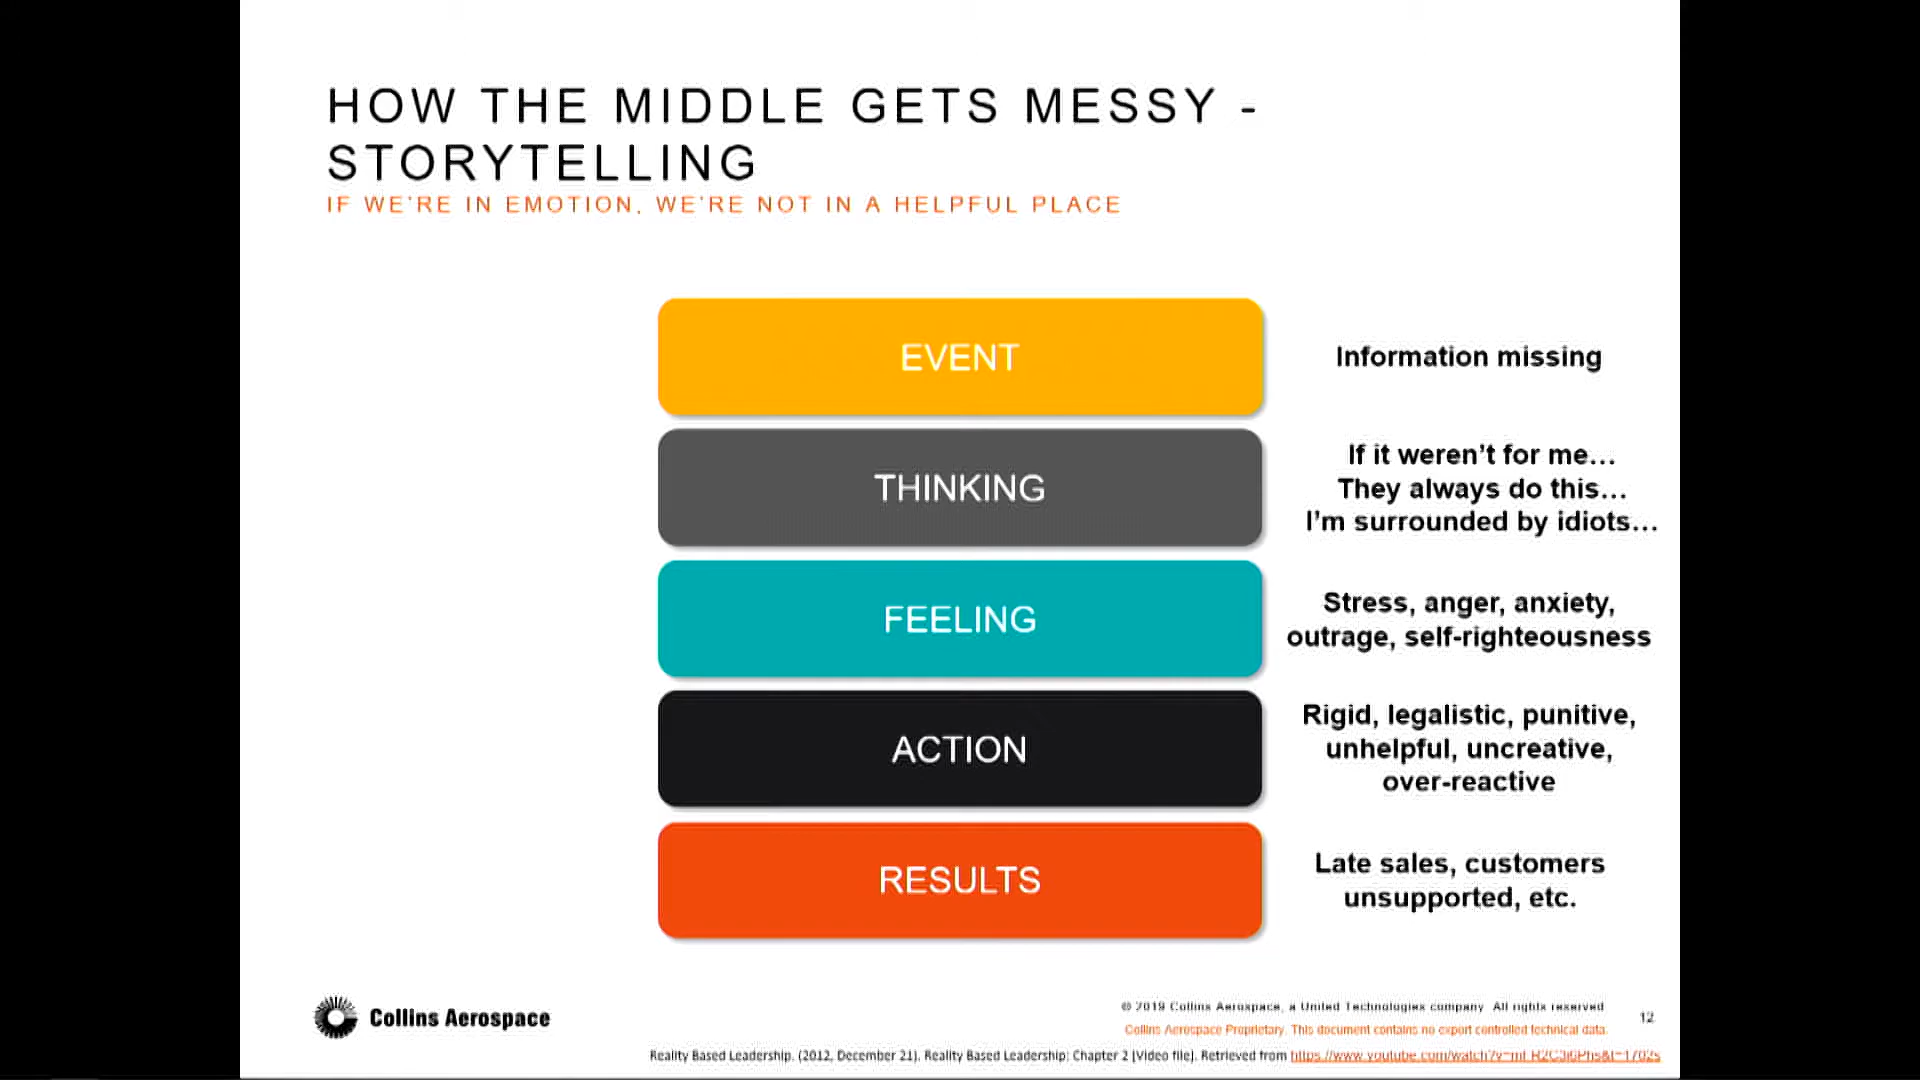 HOW THE MIDDLE GETS MESSY -
STORYTELLING
IF WE'RE IN EMOTION, WE'RE NOT IN A HELPFUL PLACE
EVENT
Information missing
THINKING
If it weren't for me…
They always do this…
I'm surrounded by idiots…
FEELING
Stress, anger, anxiety,
outrage, self-righteousness
ACTION
Rigid, legalistic, punitive,
unhelpful, uncreative,
over-reactive
RESULTS
Late sales, customers
unsupported, etc.
Collins Aerospace
© 2019 Collins Aerospace, a United Technologies company. All rights reserved.
12
Collins Aerospace Proprietary. This document contains no export controlled technical data.
Reality Based Leadership. (2012, December 21). Reality Based Leadership: Chapter 2 [Video file]. Retrieved from